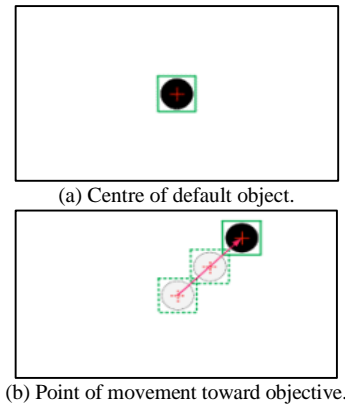 (a) Centre of default object.
(b) Point of movement toward objective.